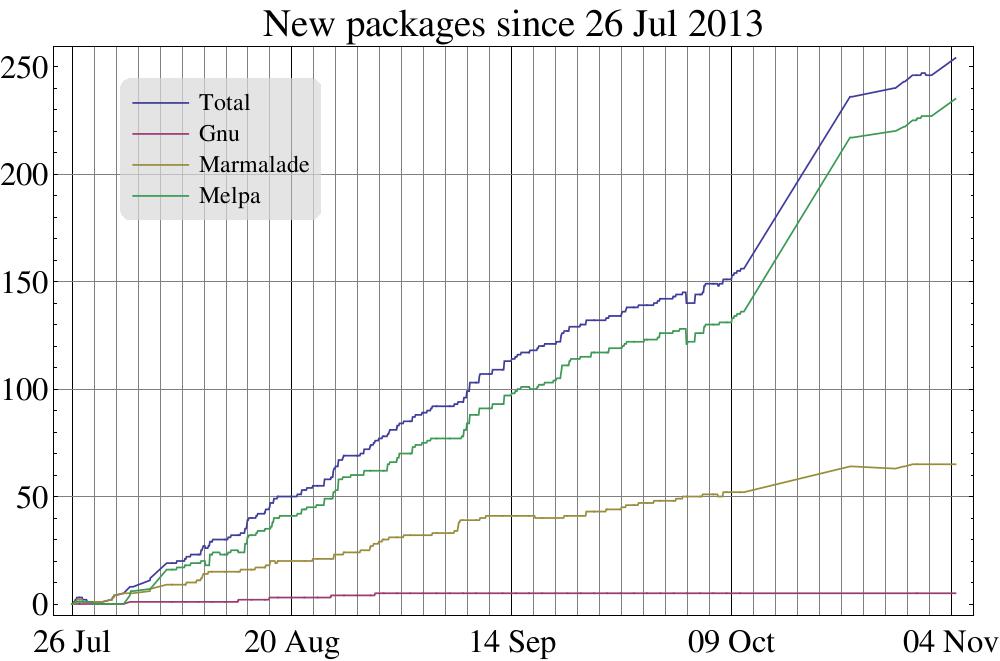 New packages since 26 Jul 2013
250
200
150
100
50
0
Total
Gnu
Marmalade
Melpa
26 Jul
20 Aug
14 Sep
09 Oct
04 Nov